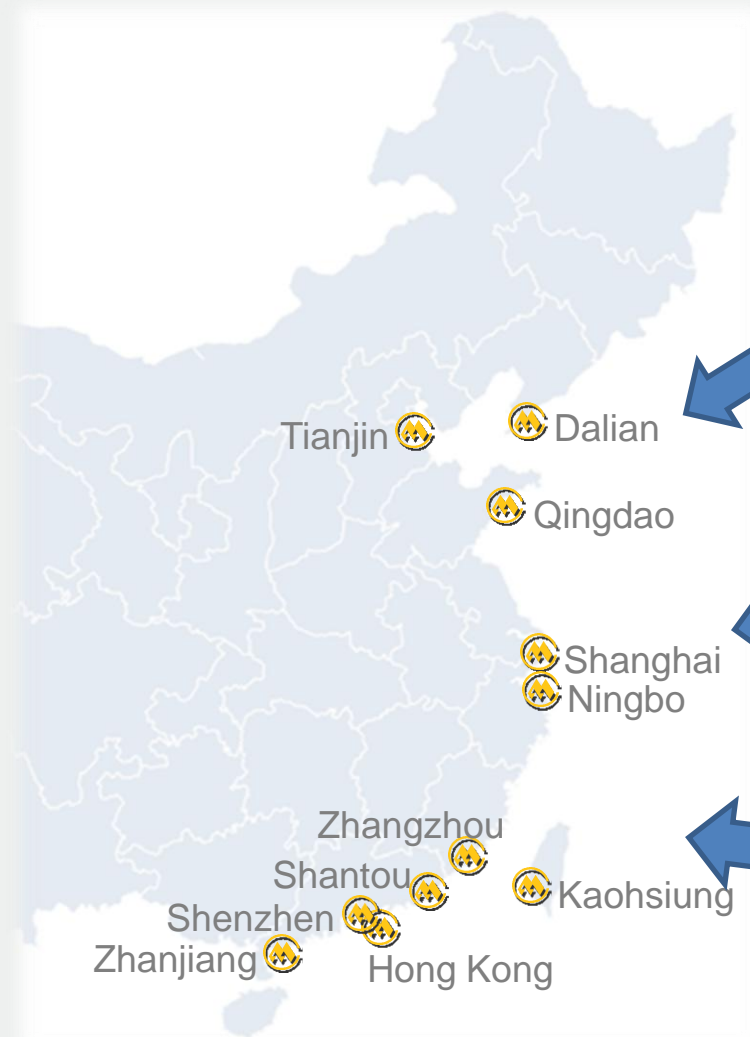 Tianjin
Dalian
Qingdao
Shanghai
Ningbo
Zhangzhou
Shantou
Kaohsiung
Shenzhen
Zhanjiang
Hong Kong